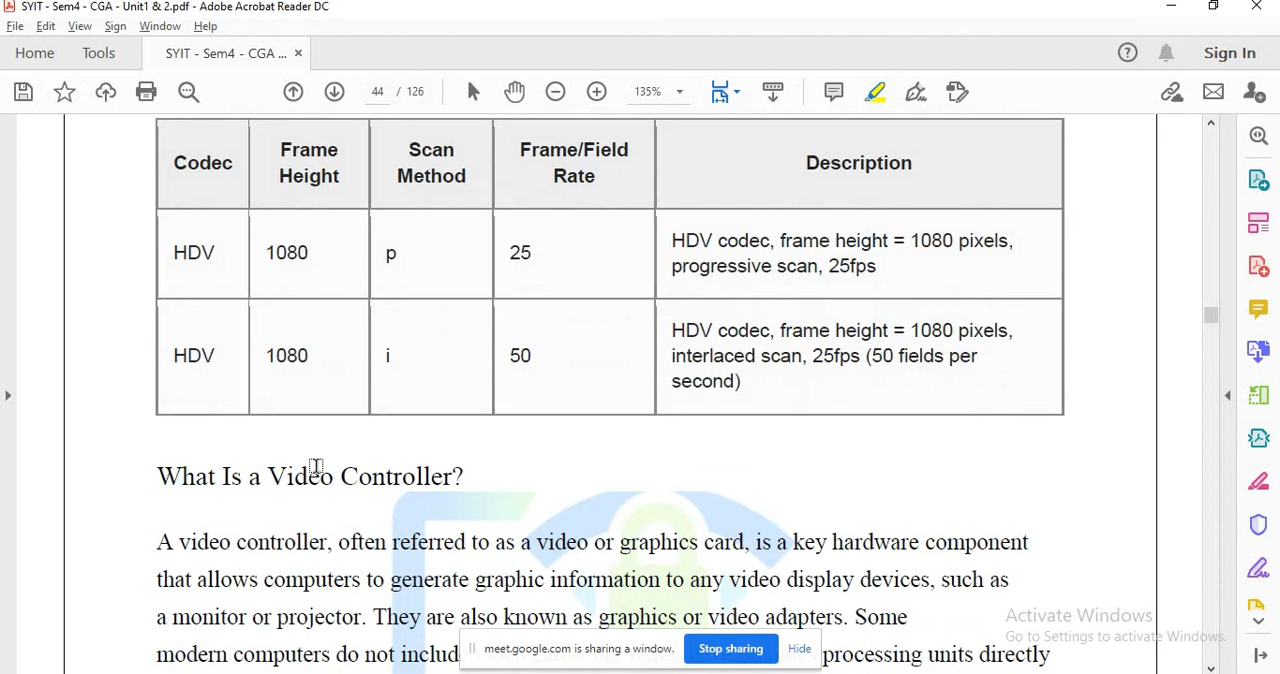 SYIT - Sem4 - CGA - Unit1 & 2.pdf - Adobe Acrobat Reader DC
File Edit View Sign Window Help
Home Tools SYIT - Sem4 - CGA ... × Sign In
44 / 126 135%
Codec Frame Height Scan Method Frame/Field Rate Description
HDV 1080 p 25 HDV codec, frame height = 1080 pixels,
progressive scan, 25fps
HDV 1080 i 50 HDV codec, frame height = 1080 pixels,
interlaced scan, 25fps (50 fields per
second)
What Is a Video Controller?
A video controller, often referred to as a video or graphics card, is a key hardware component
that allows computers to generate graphic information to any video display devices, such as
a monitor or projector. They are also known as graphics or video adapters. Some
modern computers do not includ processing units directly
Activate Windows
Go to Settings to activate Windows.
meet.google.com is sharing a window. Stop sharing Hide